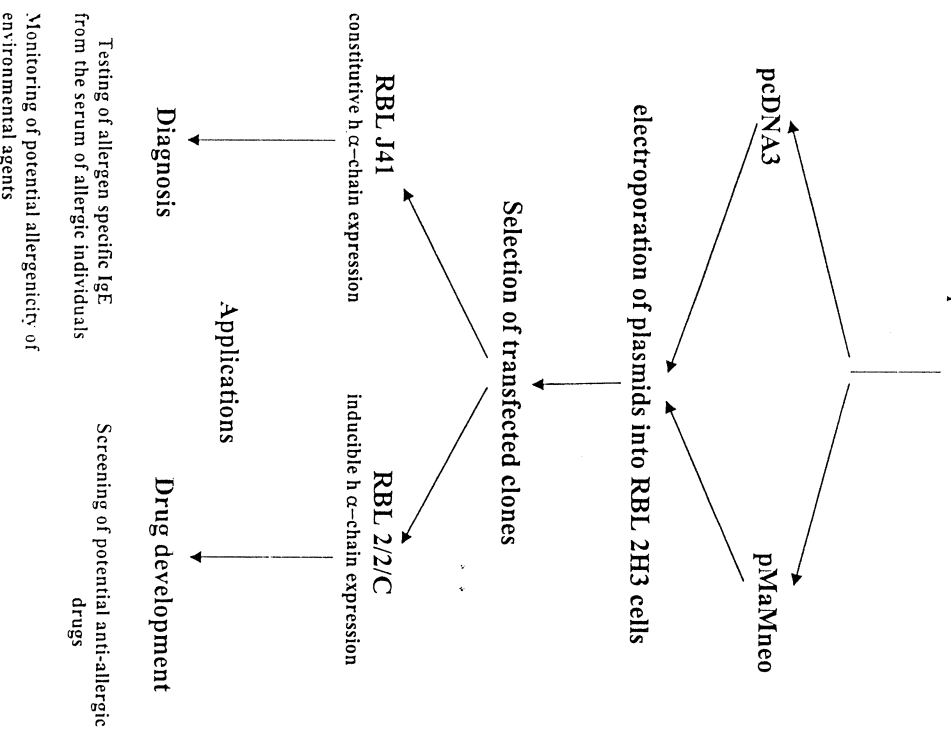 pcDNA3
pMaMneo
electroporation of plasmids into RBL 2H3 cells
Selection of transfected clones
RBL J41
constitutive h α–chain expression
RBL 2/2/C
inducible h α–chain expression
Applications
Diagnosis
Drug development
Testing of allergen specific IgE
from the serum of allergic individuals
Screening of potential anti-allergic
drugs
Monitoring of potential allergenicity of
environmental agents